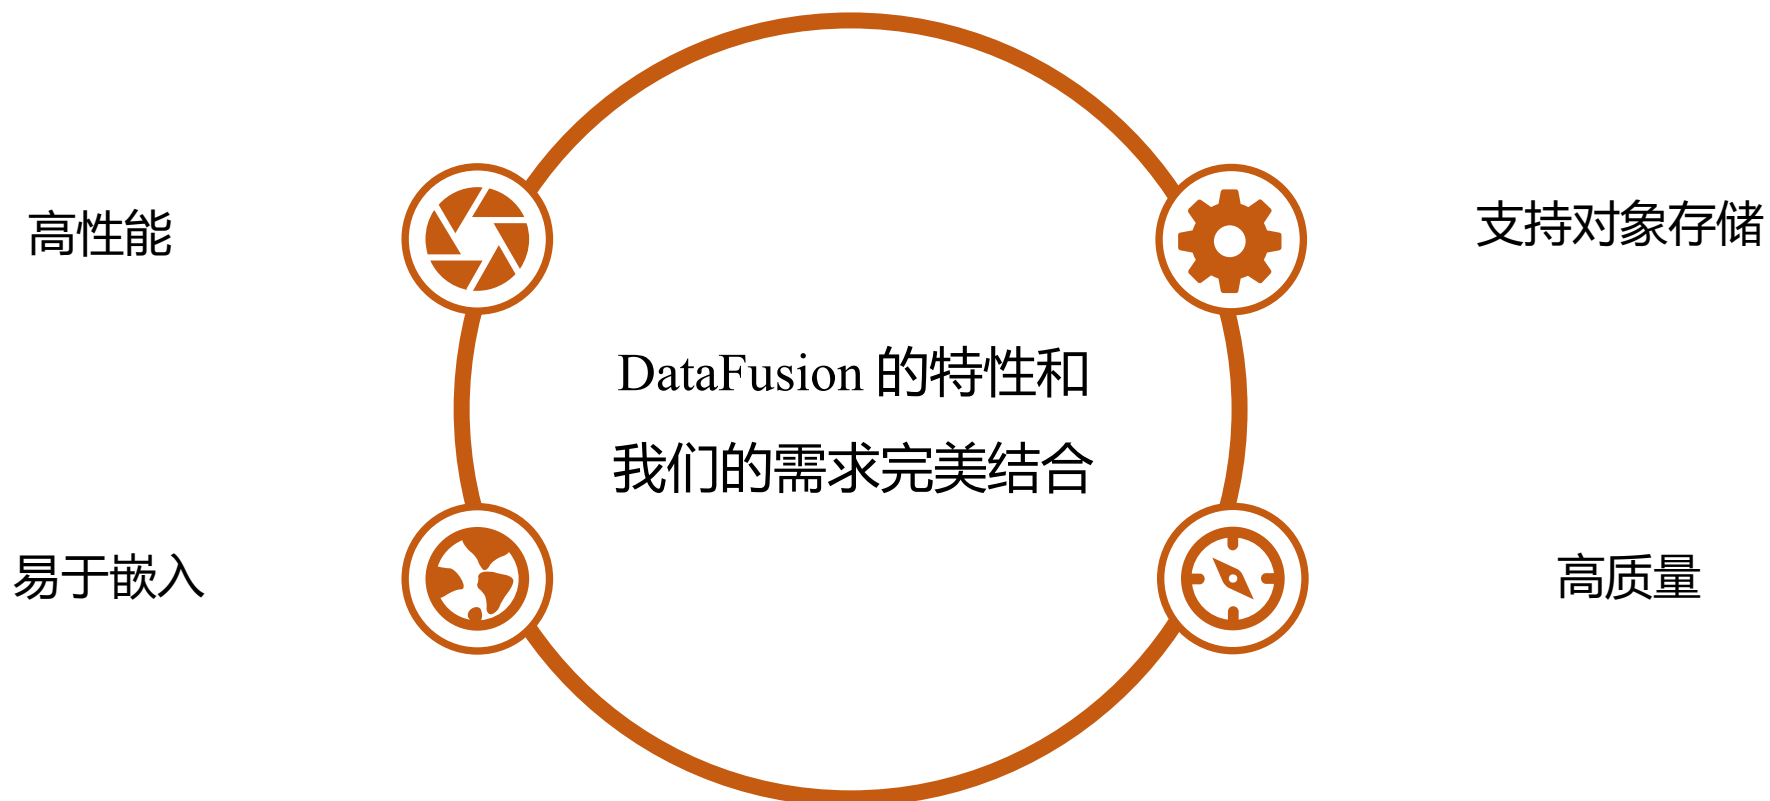 高性能
支持对象存储
DataFusion 的特性和
我们的需求完美结合
易于嵌入
高质量